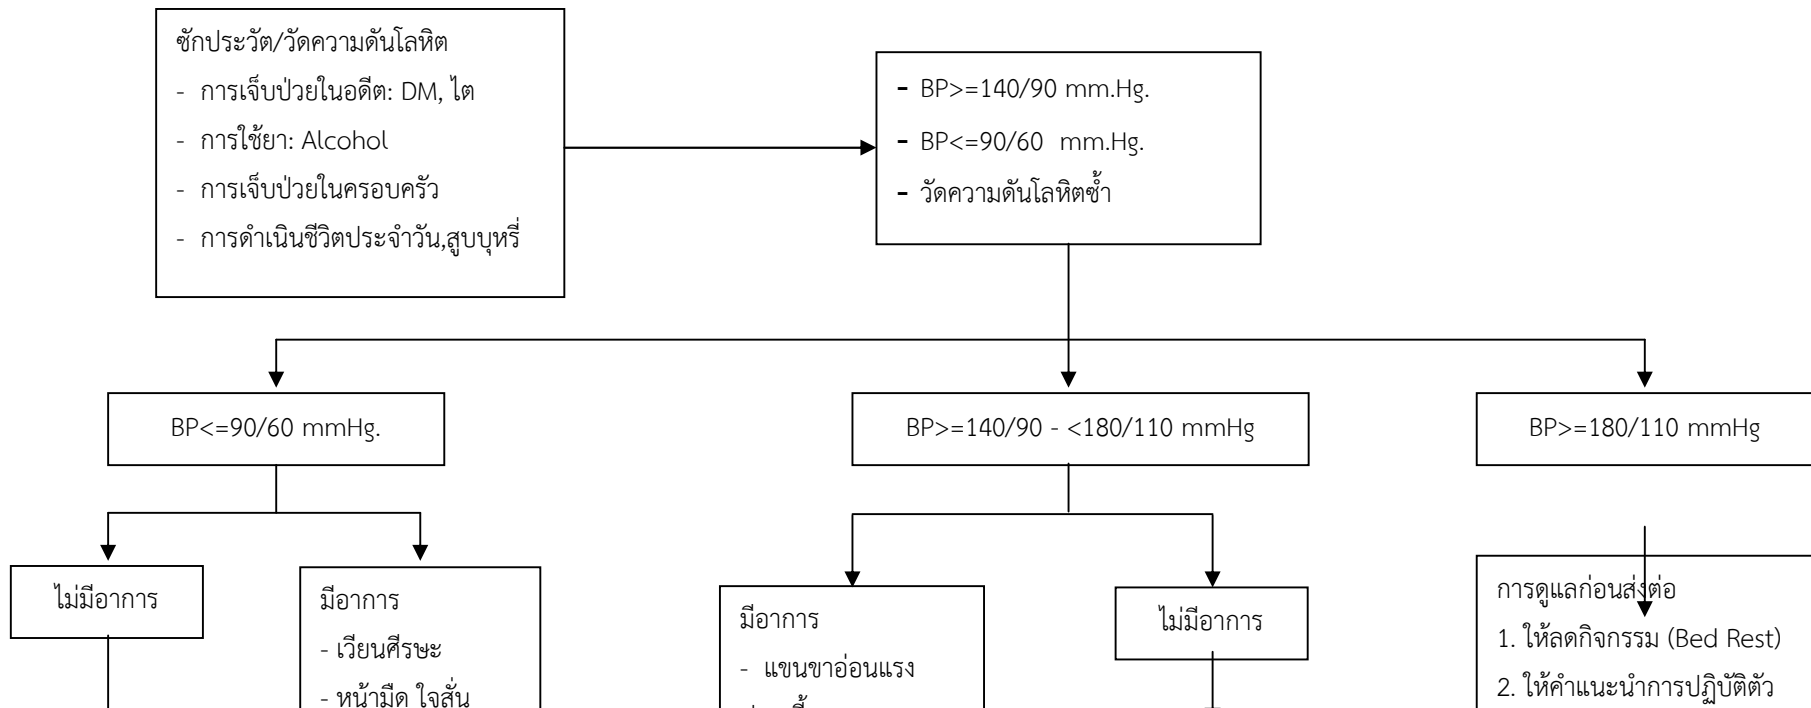 ซักประวัต/วัดความดันโลหิต
- การเจ็บป่วยในอดีต: DM, ไต
- การใช้ยา: Alcohol
- การเจ็บป่วยในครอบครัว
- การดำเนินชีวิตประจำวัน,สูบบุหรี่
- BP>=140/90 mm.Hg.
- BP<=90/60 mm.Hg.
- วัดความดันโลหิตซ้ำ
BP<=90/60 mmHg.
BP>=140/90 - <180/110 mmHg
BP>=180/110 mmHg
ไม่มีอาการ
มีอาการ
- เวียนศีรษะ
- หน้ามืด ใจสั่น
มีอาการ
- แขนขาอ่อนแรง
ไม่มีอาการ
การดูแลก่อนส่งต่อ
1. ให้ลดกิจกรรม (Bed Rest)
2. ให้คำแนะนำการปฏิบัติตัว